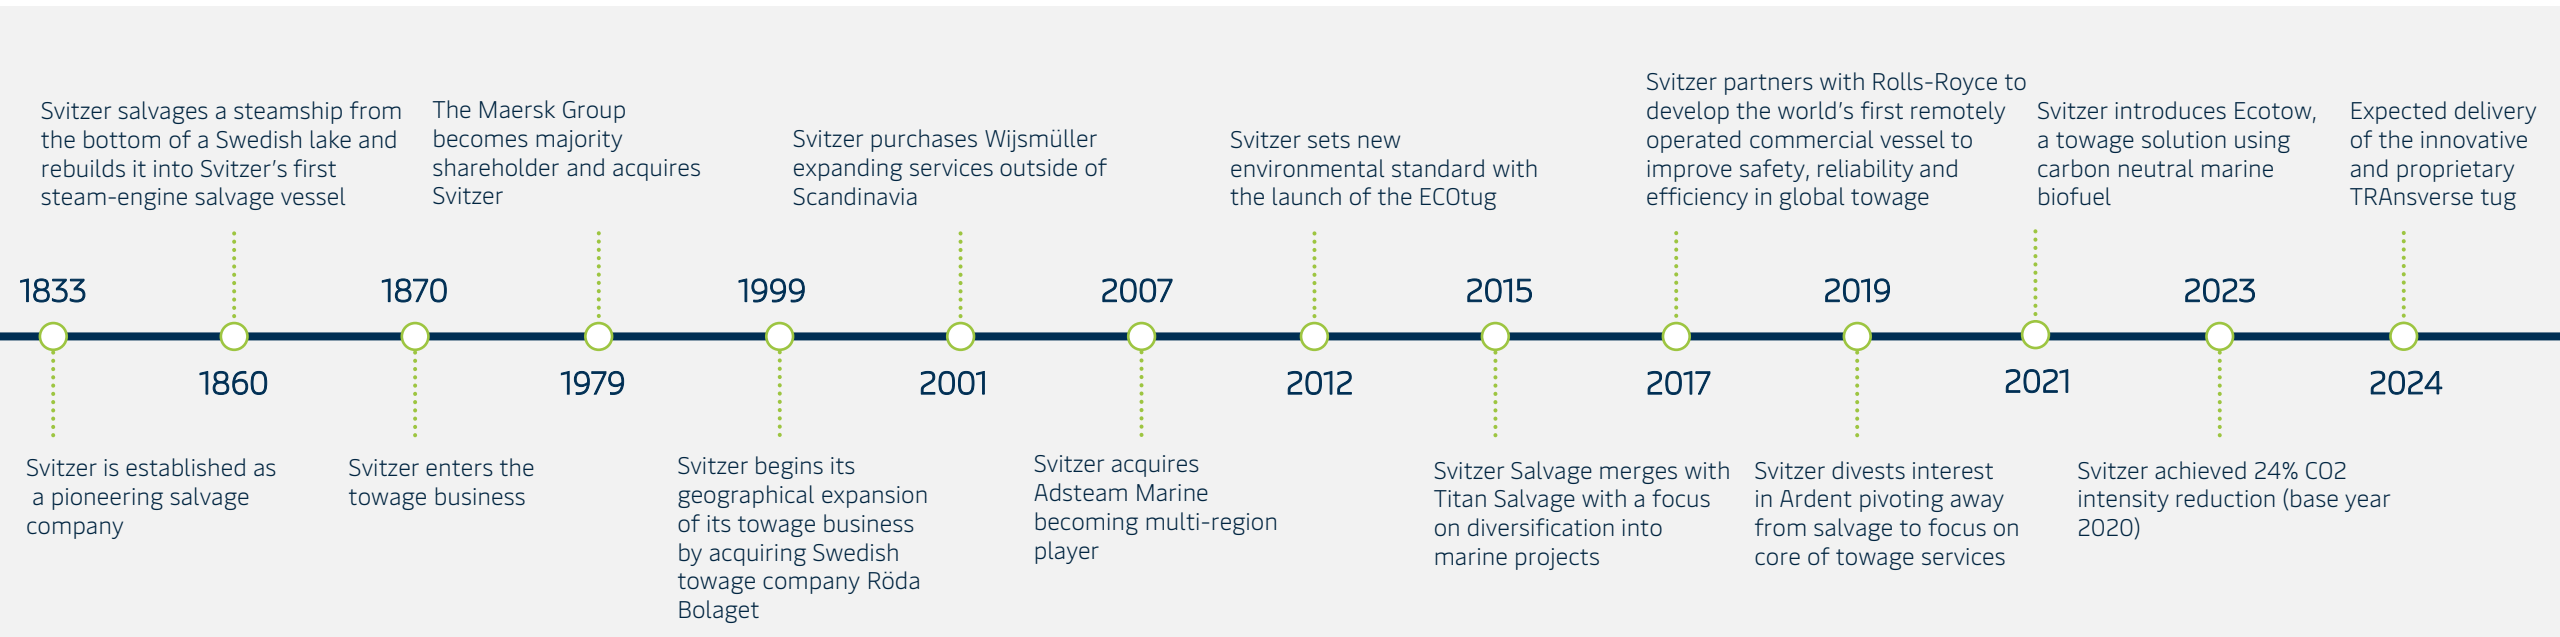 Svitzer salvages a steamship from
the bottom of a Swedish lake and
rebuilds it into Svitzer's first
steam-engine salvage vessel
The Maersk Group
becomes majority
shareholder and acquires
Svitzer
Svitzer purchases Wijsmüller
expanding services outside of
Scandinavia
Svitzer sets new
environmental standard with
the launch of the ECOtug
Svitzer partners with Rolls-Royce to
develop the world's first remotely
operated commercial vessel to
improve safety, reliability and
efficiency in global towage
Svitzer introduces Ecotow,
a towage solution using
carbon neutral marine
biofuel
Expected delivery
of the innovative
and proprietary
TRAnsverse tug
1833
1870
1999
2007
2015
2019
2023
1860
1979
2001
2012
2017
2021
2024
Svitzer is established as
a pioneering salvage
company
Svitzer enters the
towage business
Svitzer begins its
geographical expansion
of its towage business
by acquiring Swedish
towage company Röda
Bolaget
Svitzer acquires
Adsteam Marine
becoming multi-region
player
Svitzer Salvage merges with
Titan Salvage with a focus
on diversification into
marine projects
Svitzer divests interest
in Ardent pivoting away
from salvage to focus on
core of towage services
Svitzer achieved 24% CO2
intensity reduction (base year
2020)